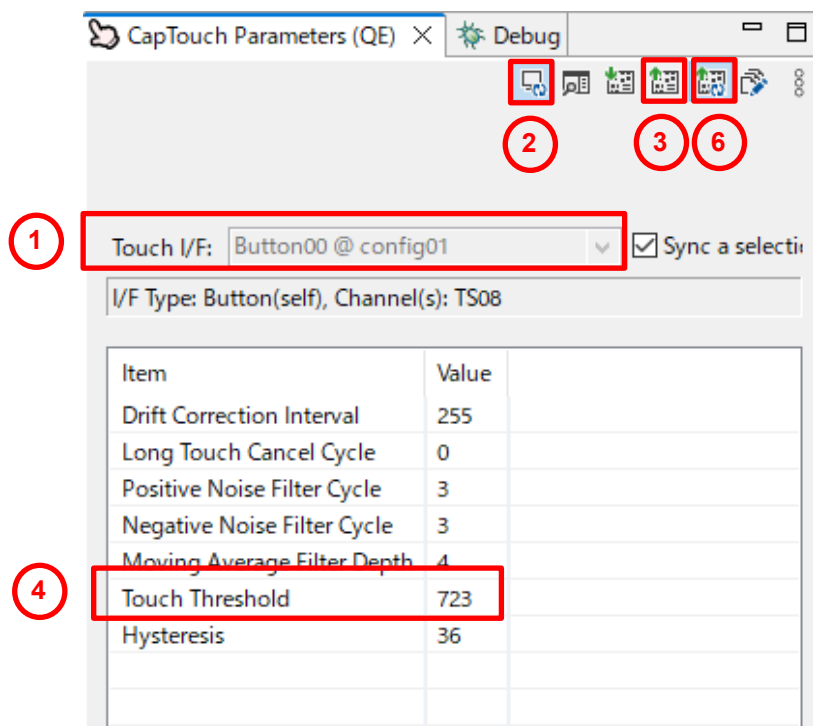 CapTouch Parameters (QE) Debug
2 3 6
1
Touch I/F: Button00 @ config01 Sync a selecti
I/F Type: Button(self), Channel(s): TS08
Item Value
Drift Correction Interval 255
Long Touch Cancel Cycle 0
Positive Noise Filter Cycle 3
Negative Noise Filter Cycle 3
Moving Average Filter Depth 4
4
Touch Threshold 723
Hysteresis 36